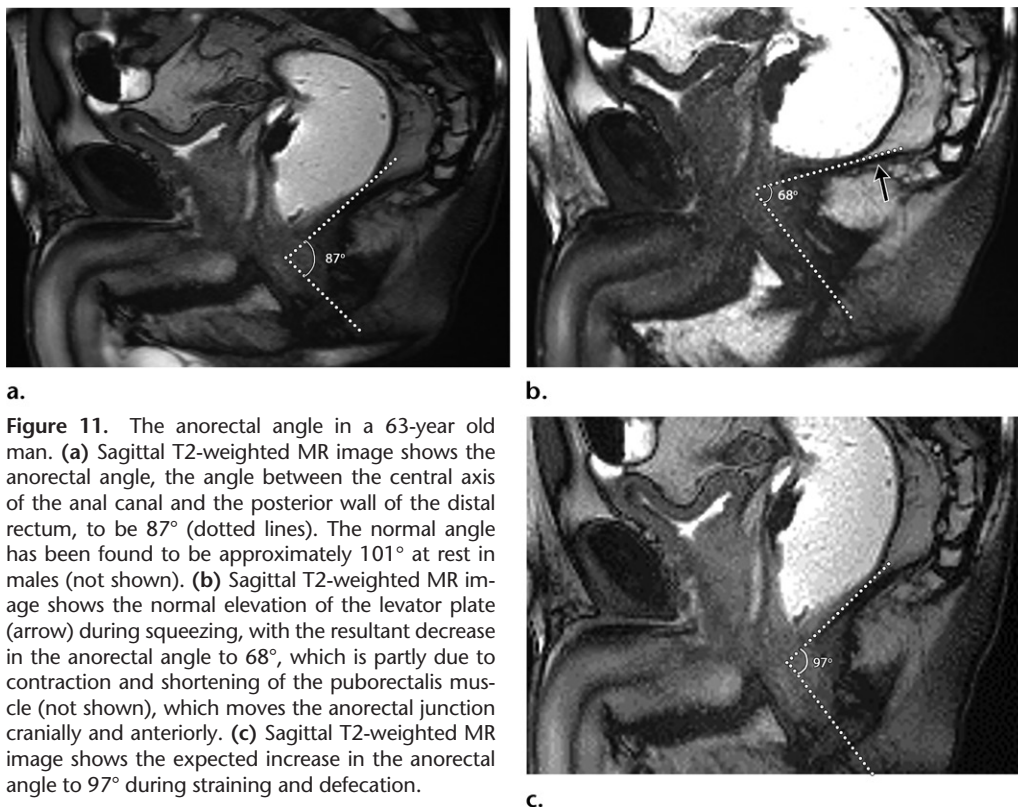 87°
68°
a.
b.
Figure 11. The anorectal angle in a 63-year old
man. (a) Sagittal T2-weighted MR image shows the
anorectal angle, the angle between the central axis
of the anal canal and the posterior wall of the distal
rectum, to be 87° (dotted lines). The normal angle
has been found to be approximately 101° at rest in
males (not shown). (b) Sagittal T2-weighted MR im-
age shows the normal elevation of the levator plate
(arrow) during squeezing, with the resultant decrease
in the anorectal angle to 68°, which is partly due to
contraction and shortening of the puborectalis mus-
cle (not shown), which moves the anorectal junction
cranially and anteriorly. (c) Sagittal T2-weighted MR
image shows the expected increase in the anorectal
angle to 97° during straining and defecation.
97°
c.